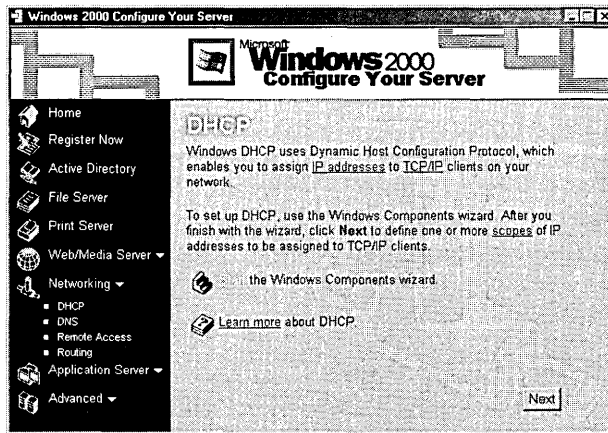 Windows 2000 Configure Your Server
Microsoft
Windows 2000
Configure Your Server
Home
Register Now
Active Directory
File Server
Print Server
Web/Media Server
Networking
DHCP
DNS
Remote Access
Routing
Application Server
Advanced
DHCP
Windows DHCP uses Dynamic Host Configuration Protocol, which
enables you to assign IP addresses to TCP/IP clients on your
network.
To set up DHCP, use the Windows Components wizard. After you
finish with the wizard, click Next to define one or more scopes of IP
addresses to be assigned to TCP/IP clients.
the Windows Components wizard.
Learn more about DHCP.
Next